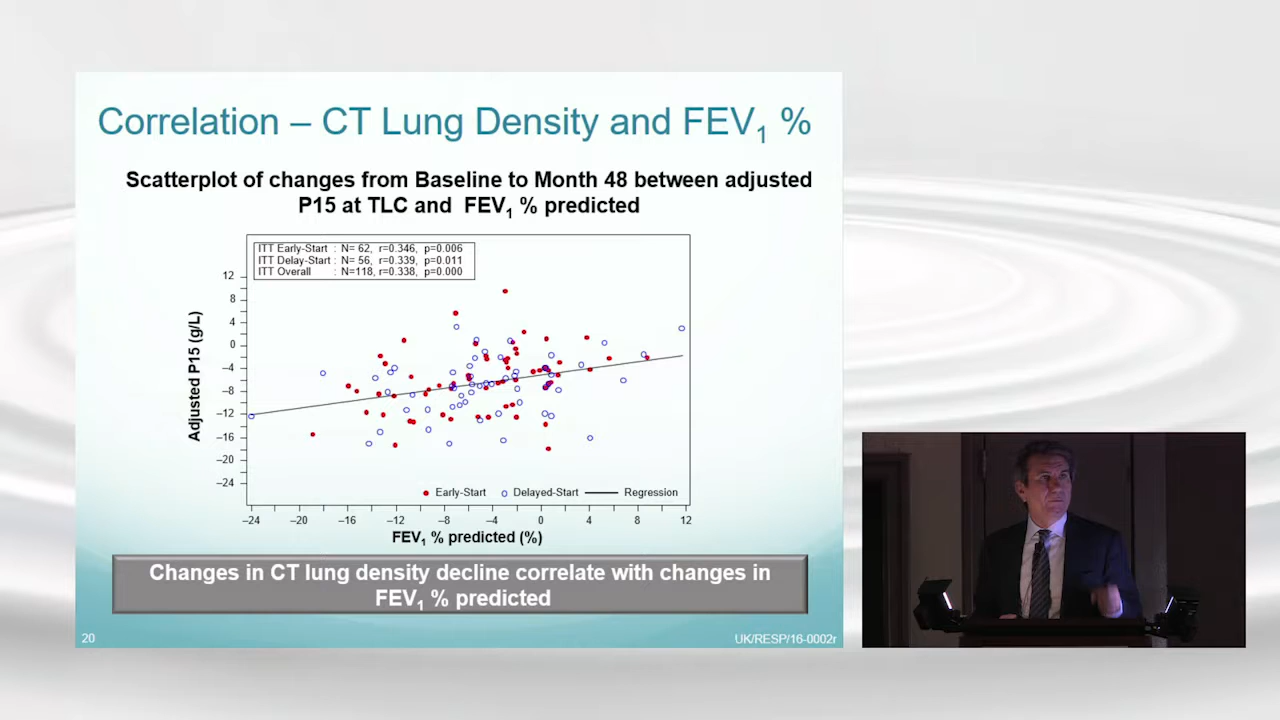 Correlation – CT Lung Density and FEV₁ %
Scatterplot of changes from Baseline to Month 48 between adjusted
P15 at TLC and FEV₁ % predicted
ITT Early-Start : N= 62, r=0.346, p=0.006
ITT Delay-Start : N= 56, r=0.339, p=0.011
ITT Overall : N=118, r=0.338, p=0.000
Adjusted P15 (g/L)
12
8
4
0
–4
–8
–12
–16
–20
–24
Early-Start Delayed-Start Regression
–24 –20 –16 –12 –8 –4 0 4 8 12
FEV₁ % predicted (%)
Changes in CT lung density decline correlate with changes in
FEV₁ % predicted
20 UK/RESP/16-0002r